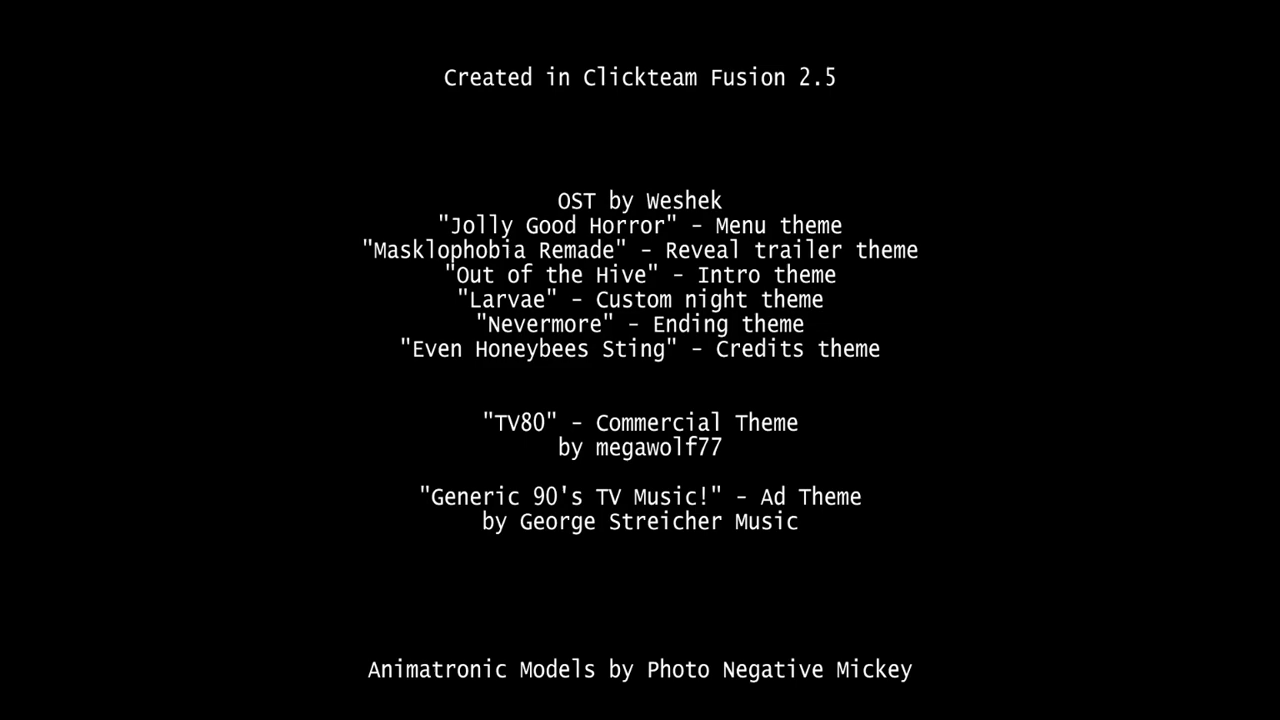 Created in Clickteam Fusion 2.5
OST by Weshek
"Jolly Good Horror" - Menu theme
"Masklophobia Remade" - Reveal trailer theme
"Out of the Hive" - Intro theme
"Larvae" - Custom night theme
"Nevermore" - Ending theme
"Even Honeybees Sting" - Credits theme
"TV80" - Commercial Theme
by megawolf77
"Generic 90's TV Music!" - Ad Theme
by George Streicher Music
Animatronic Models by Photo Negative Mickey